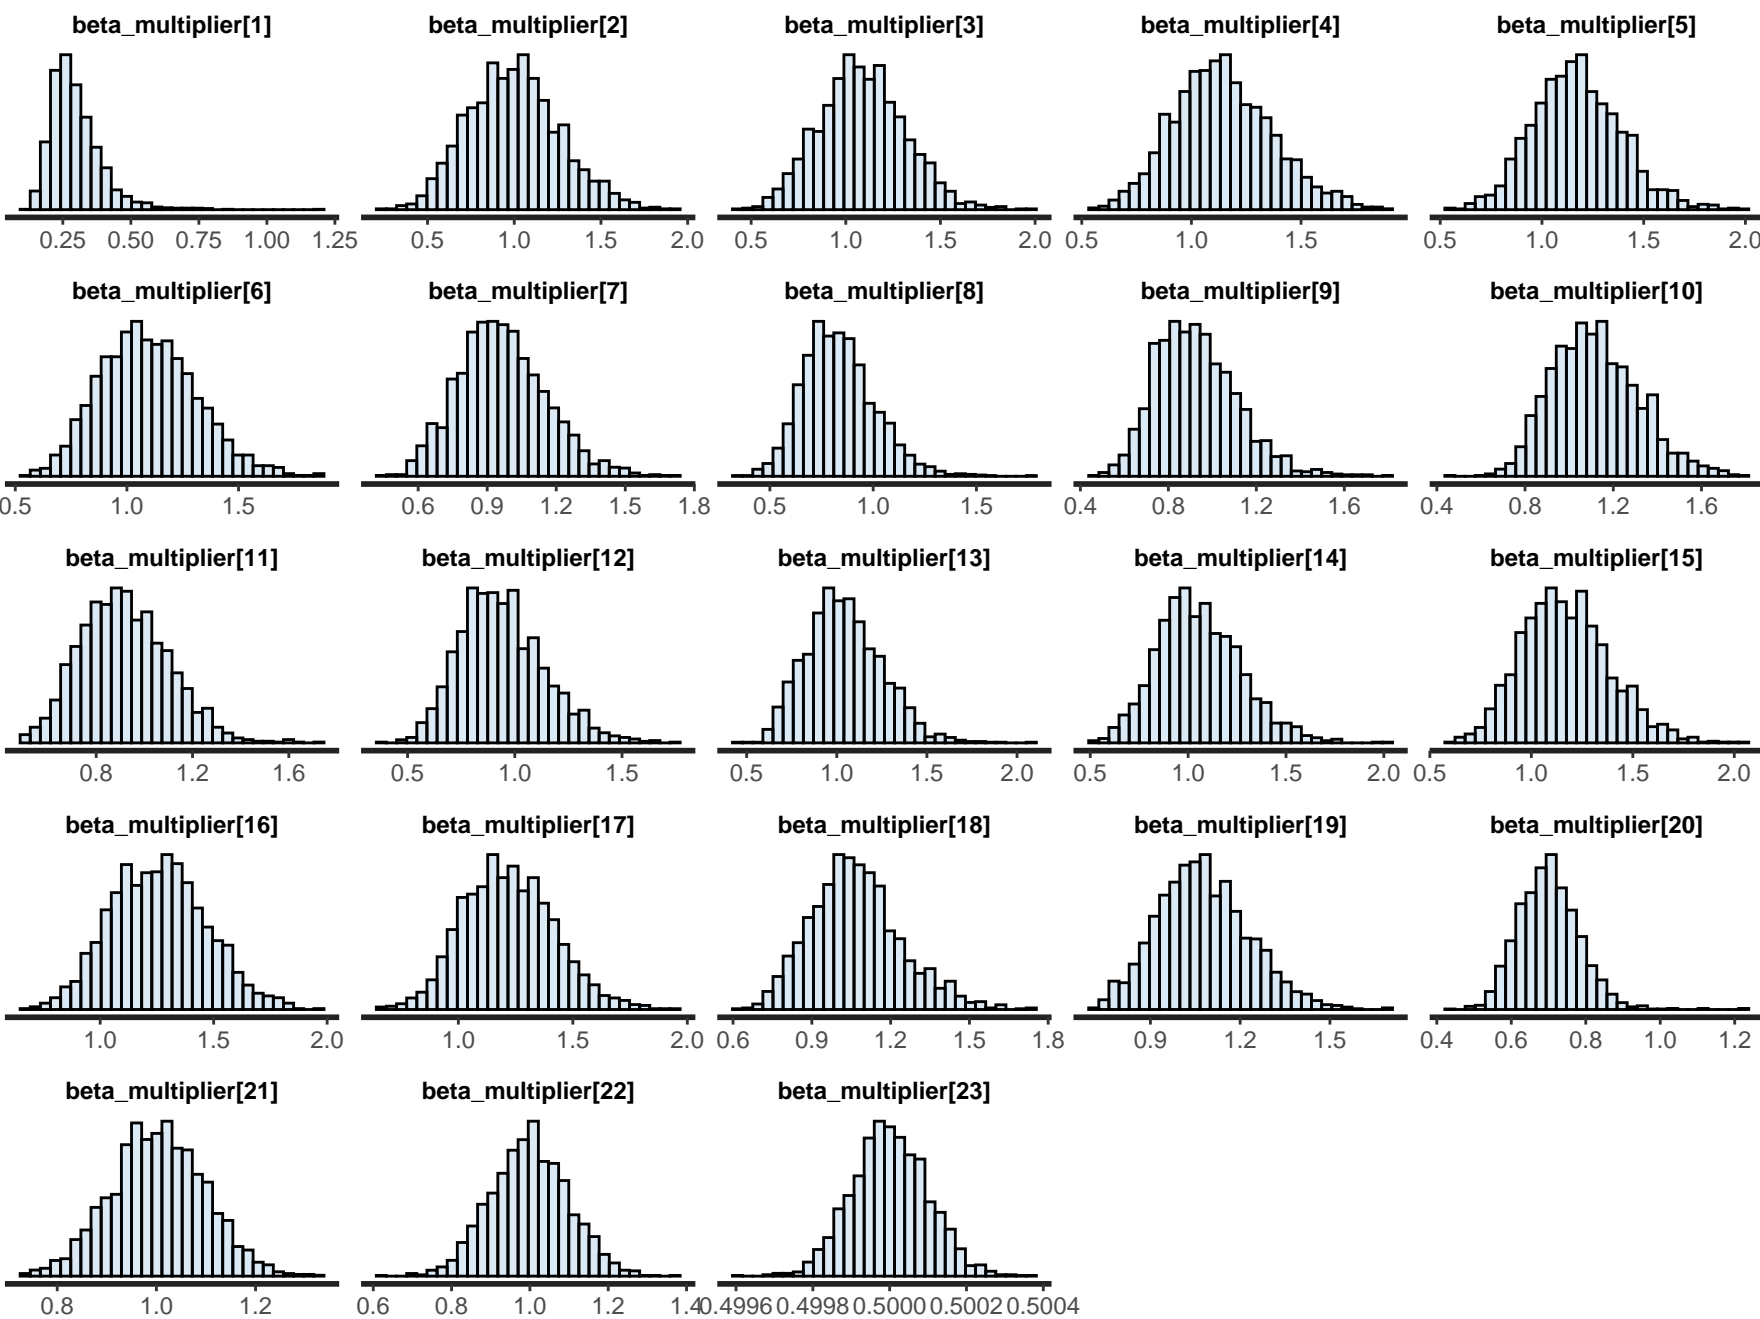 beta_multiplier[1] beta_multiplier[2] beta_multiplier[3] beta_multiplier[4] beta_multiplier[5]
0.25 0.50 0.75 1.00 1.25 0.5 1.0 1.5 2.0 0.5 1.0 1.5 2.0 0.5 1.0 1.5 0.5 1.0 1.5 2.0
beta_multiplier[6] beta_multiplier[7] beta_multiplier[8] beta_multiplier[9] beta_multiplier[10]
0.5 1.0 1.5 0.6 0.9 1.2 1.5 1.8 0.5 1.0 1.5 0.4 0.8 1.2 1.6 0.4 0.8 1.2 1.6
beta_multiplier[11] beta_multiplier[12] beta_multiplier[13] beta_multiplier[14] beta_multiplier[15]
0.8 1.2 1.6 0.5 1.0 1.5 0.5 1.0 1.5 2.0 0.5 1.0 1.5 2.0 0.5 1.0 1.5 2.0
beta_multiplier[16] beta_multiplier[17] beta_multiplier[18] beta_multiplier[19] beta_multiplier[20]
1.0 1.5 2.0 1.0 1.5 2.0 0.6 0.9 1.2 1.5 1.8 0.9 1.2 1.5 0.4 0.6 0.8 1.0 1.2
beta_multiplier[21] beta_multiplier[22] beta_multiplier[23]
0.8 1.0 1.2 0.6 0.8 1.0 1.2 1.4 0.4996 0.4998 0.5000 0.5002 0.5004